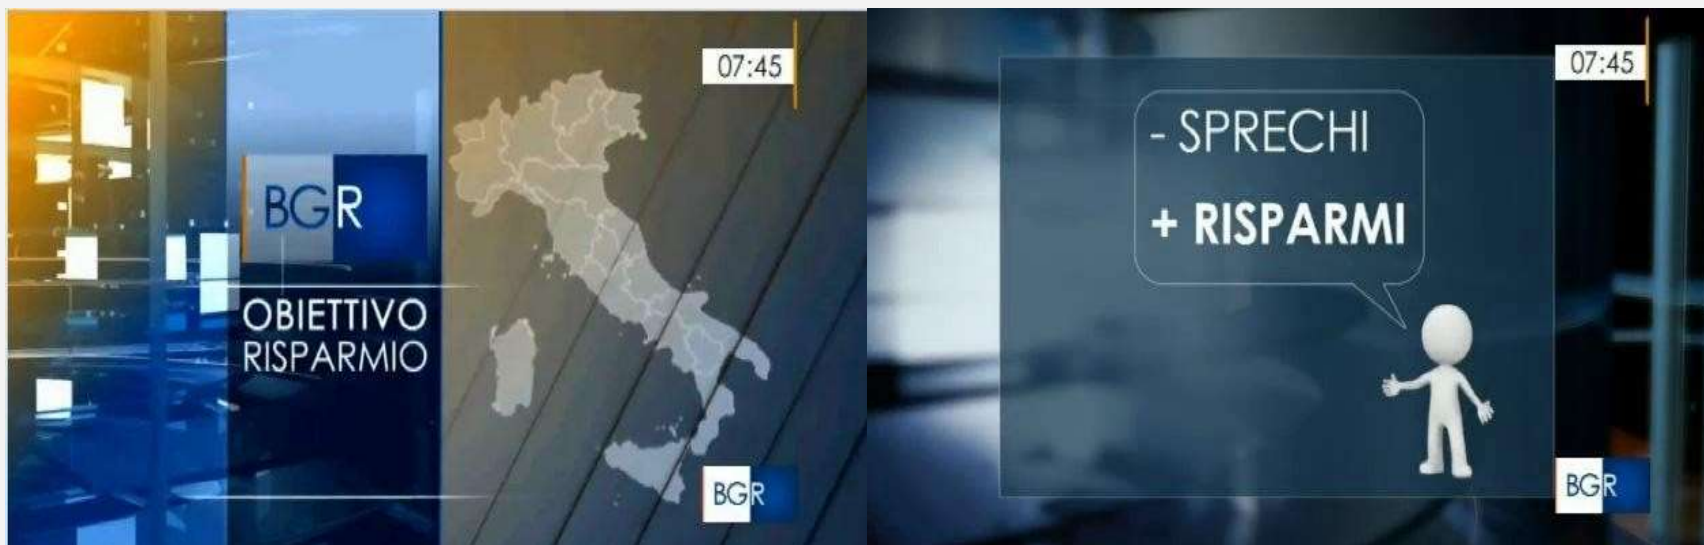 07:45
BGR
OBIETTIVO
RISPARMIO
BGR
07:45
- SPRECHI
+ RISPARMI
BGR